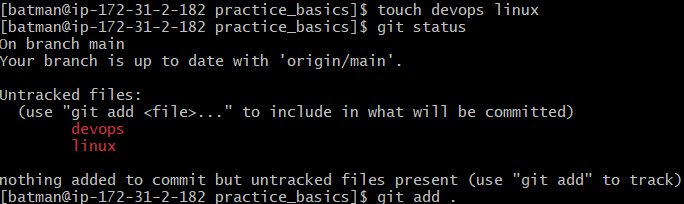 [batman@ip-172-31-2-182 practice_basics]$ touch devops linux
[batman@ip-172-31-2-182 practice_basics]$ git status
On branch main
Your branch is up to date with 'origin/main'.

Untracked files:
  (use "git add <file>..." to include in what will be committed)
        devops
        linux

nothing added to commit but untracked files present (use "git add" to track)
[batman@ip-172-31-2-182 practice_basics]$ git add .